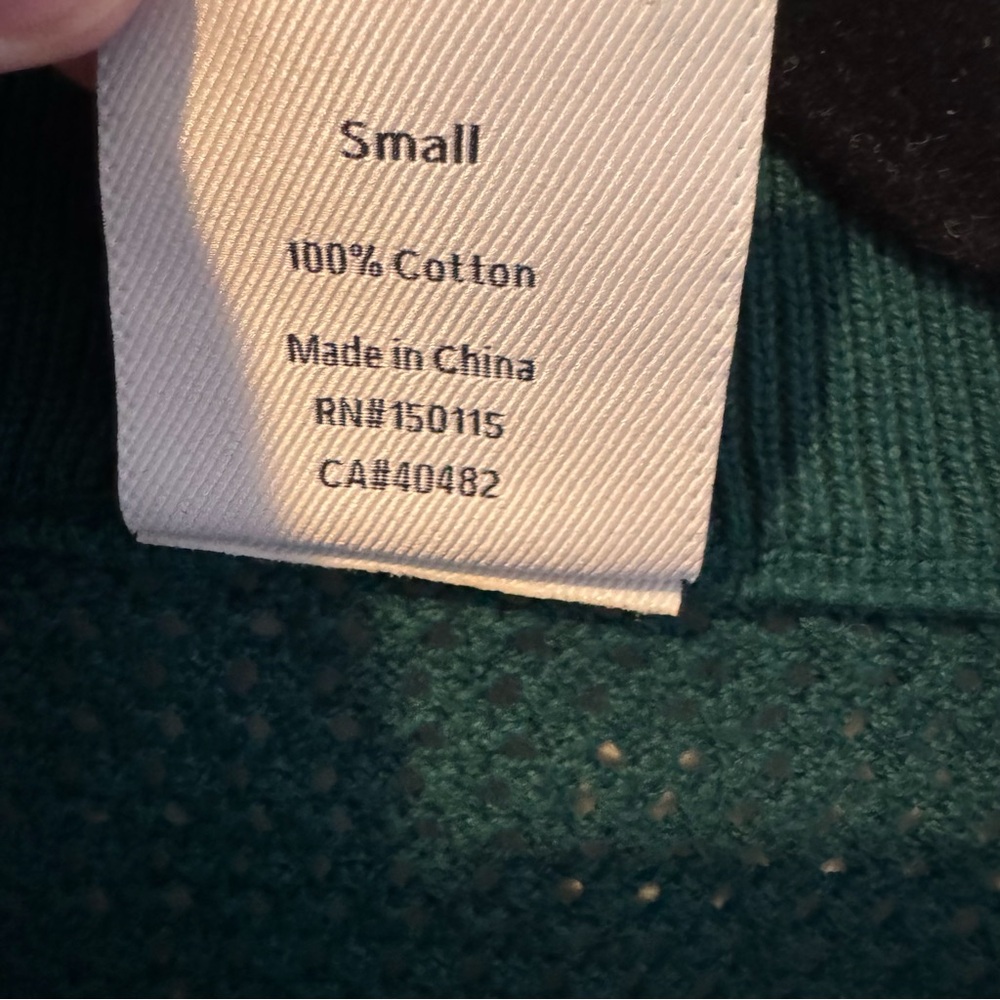 Small
100% Cotton
Made in China
RN#150115
CA#40482